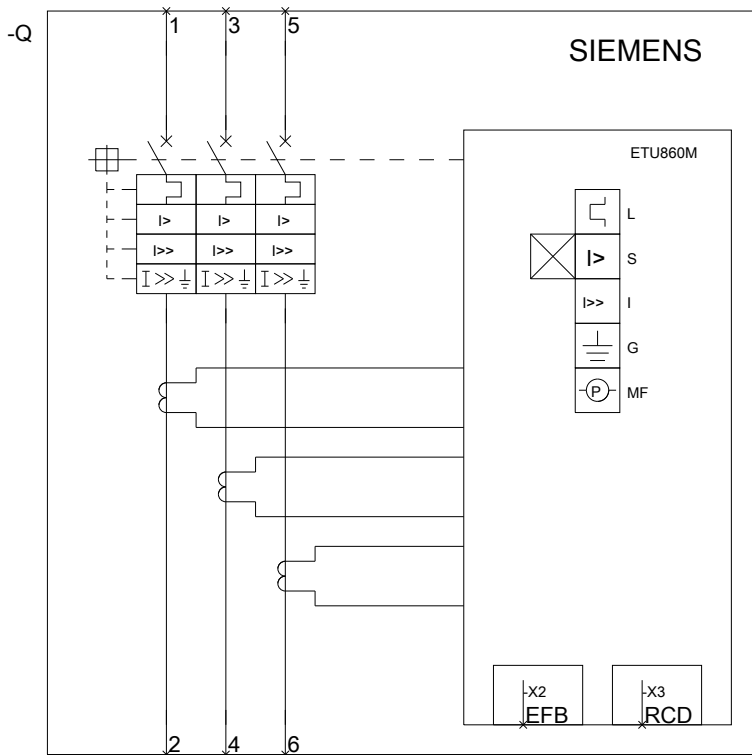 -Q
1 3 5
SIEMENS
ETU860M
L
I> I> I>
I> S
I>> I>> I>>
I>> I
I>> I>> I>>
G
P MF
-X2 -X3
EFB RCD
2 4 6